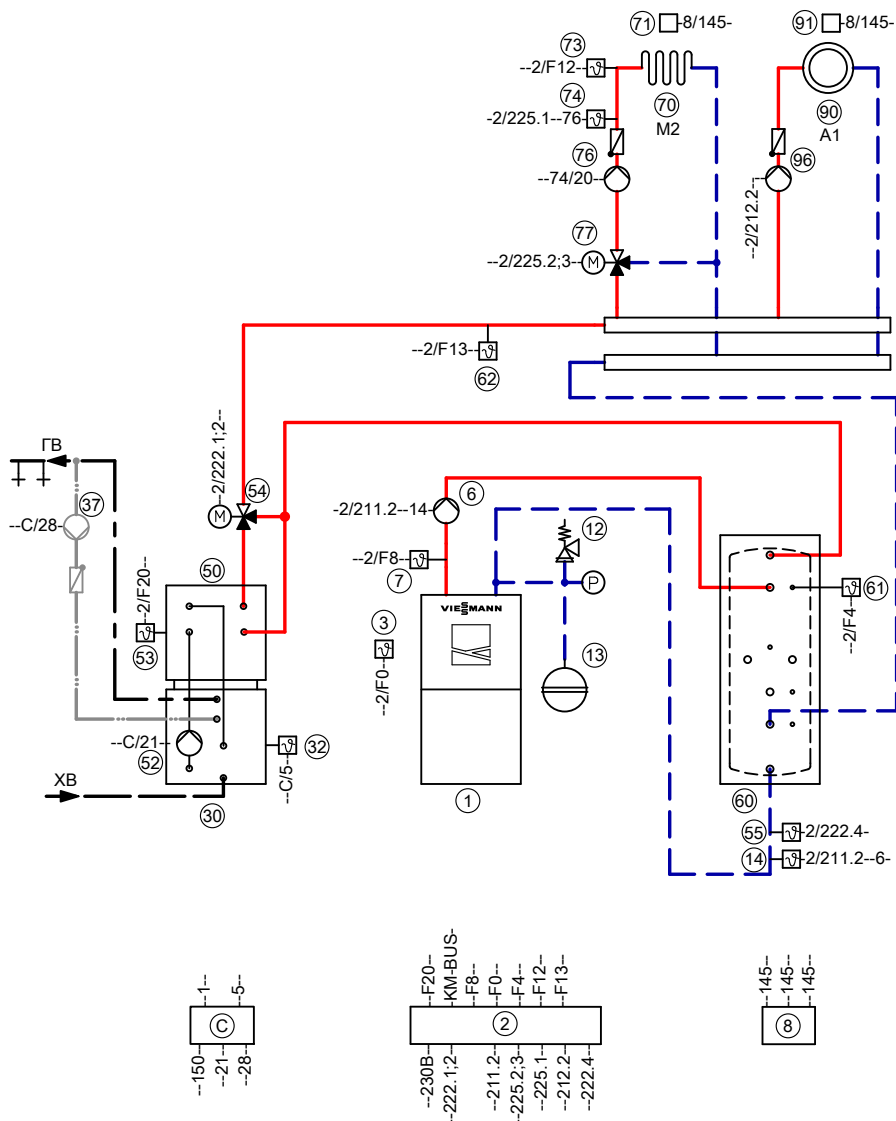 71 -8/145-
91 -8/145-
73
--2/F12--
74
-2/225.1--76
70
M2
90
A1
76
--74/20--
96
--2/212.2--
77
--2/225.2;3--
M
--2/F13--
62
ГВ
--2/222.1;2--
54
M
37
--C/28-
6
-2/211.2--14-
12
--2/F8--
7
P
50
--2/F20--
53
VIESMANN
3
--2/F0--
13
61
--2/F4--
--C/21--
52
32
--C/5---
ХВ
30
1
60
55
-2/222.4-
14
-2/211.2--6-
---1--
---5--
C
--150--
--21--
--28--
--F20--
-KM-BUS-
--F8--
--F0--
--F4--
--F12--
--F13--
2
--230B--
--222.1;2--
--211.2--
--225.2;3--
--225.1--
--212.2--
--222.4--
--145--
--145--
--145--
8